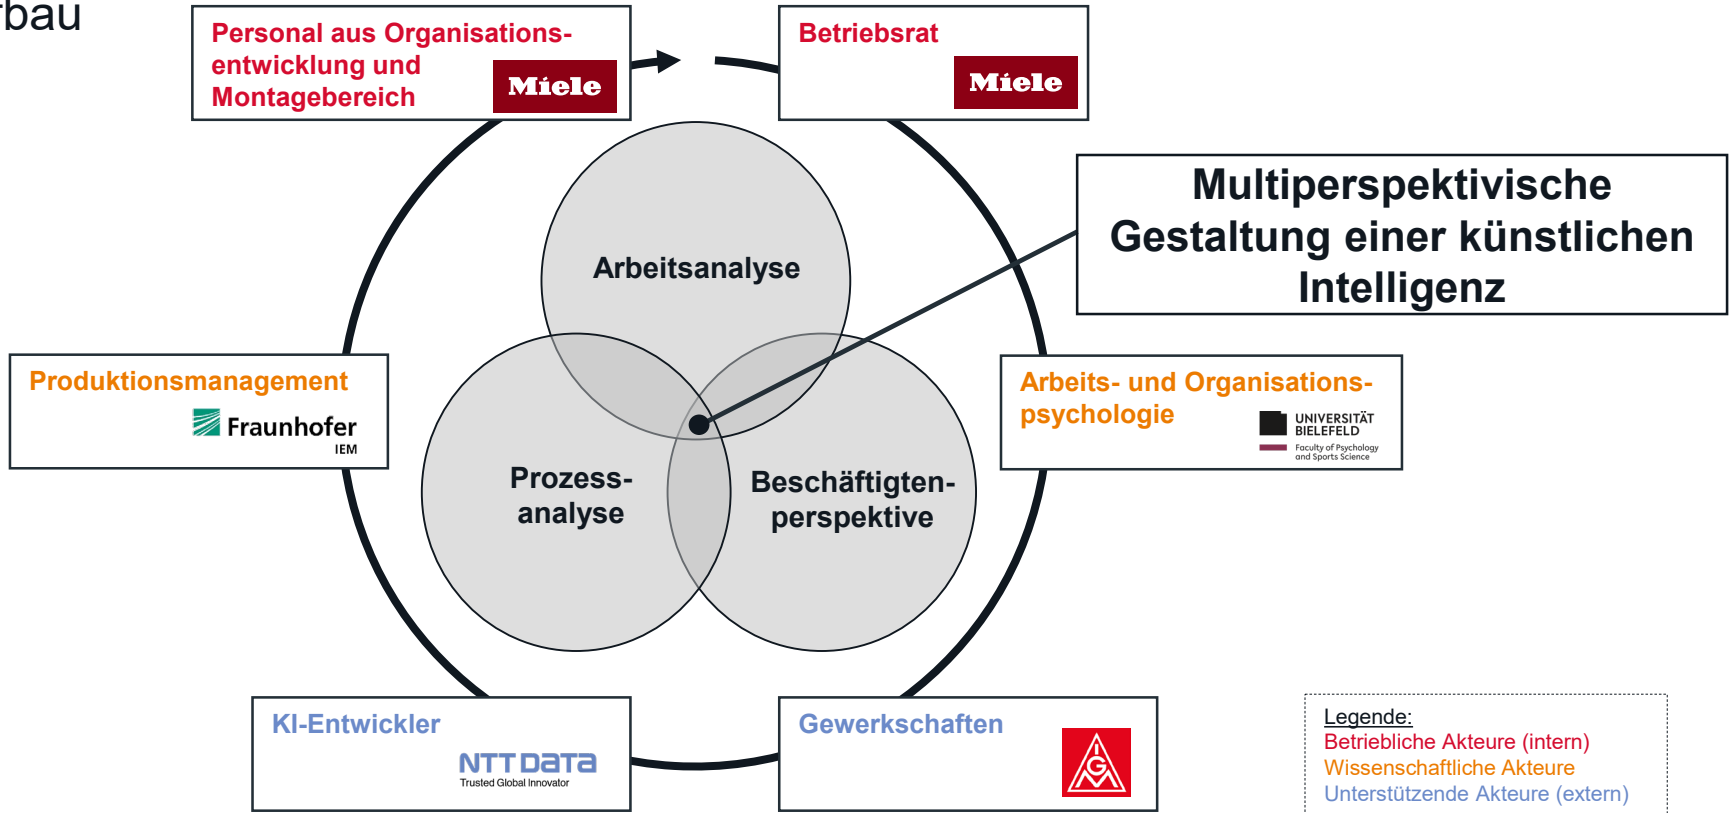 Personal aus Organisations-
entwicklung und
Montagebereich
Miele
Betriebsrat
Miele
Multiperspektivische
Gestaltung einer künstlichen
Intelligenz
Arbeitsanalyse
Produktionsmanagement
Fraunhofer
IEM
Arbeits- und Organisations-
psychologie
UNIVERSITÄT
BIELEFELD
Faculty of Psychology
and Sports Science
Prozess-
analyse
Beschäftigten-
perspektive
KI-Entwickler
NTT DATA
Trusted Global Innovator
Gewerkschaften
IGM
Legende:
Betriebliche Akteure (intern)
Wissenschaftliche Akteure
Unterstützende Akteure (extern)